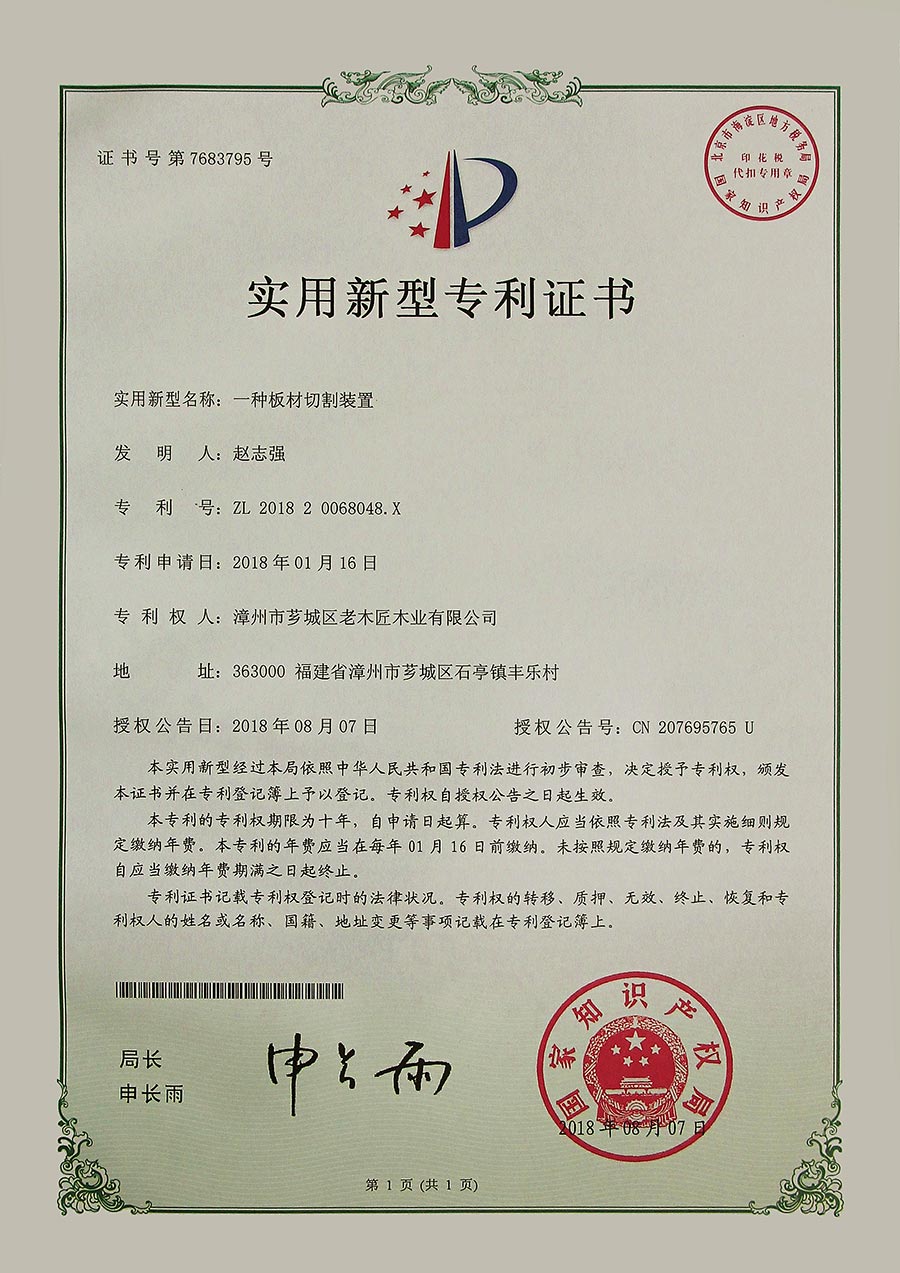 证书号第7683795号
北京市海淀区地方税务局
印花税
代扣专用章
国家知识产权局
实用新型专利证书
实用新型名称：一种板材切割装置
发明人：赵志强
专利号：ZL 2018 2 0068048.X
专利申请日：2018年01月16日
专利权人：漳州市芗城区老木匠木业有限公司
地址：363000 福建省漳州市芗城区石亭镇丰乐村
授权公告日：2018年08月07日 授权公告号：CN 207695765 U
本实用新型经过本局依照中华人民共和国专利法进行初步审查，决定授予专利权，颁发
本证书并在专利登记簿上予以登记。专利权自授权公告之日起生效。
本专利的专利权期限为十年，自申请日起算。专利权人应当依照专利法及其实施细则规
定缴纳年费。本专利的年费应当在每年01月16日前缴纳。未按照规定缴纳年费的，专利权
自应当缴纳年费期满之日起终止。
专利证书记载专利权登记时的法律状况。专利权的转移、质押、无效、终止、恢复和专
利权人的姓名或名称、国籍、地址变更等事项记载在专利登记簿上。
局长
申长雨
申长雨
国家知识产权局
2018年08月07日
第 1 页 (共 1 页)